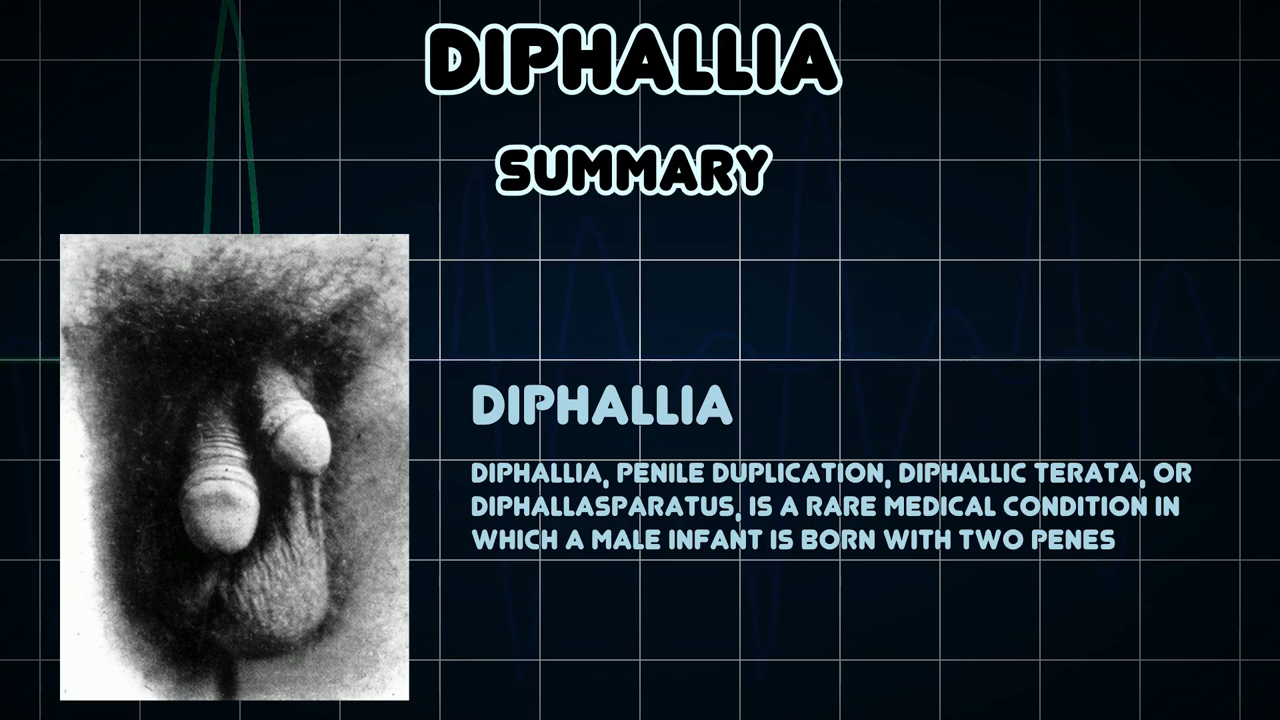 DIPHALLIA
SUMMARY
DIPHALLIA
DIPHALLIA, PENILE DUPLICATION, DIPHALLIC TERATA, OR
DIPHALLASPARATUS, IS A RARE MEDICAL CONDITION IN
WHICH A MALE INFANT IS BORN WITH TWO PENES